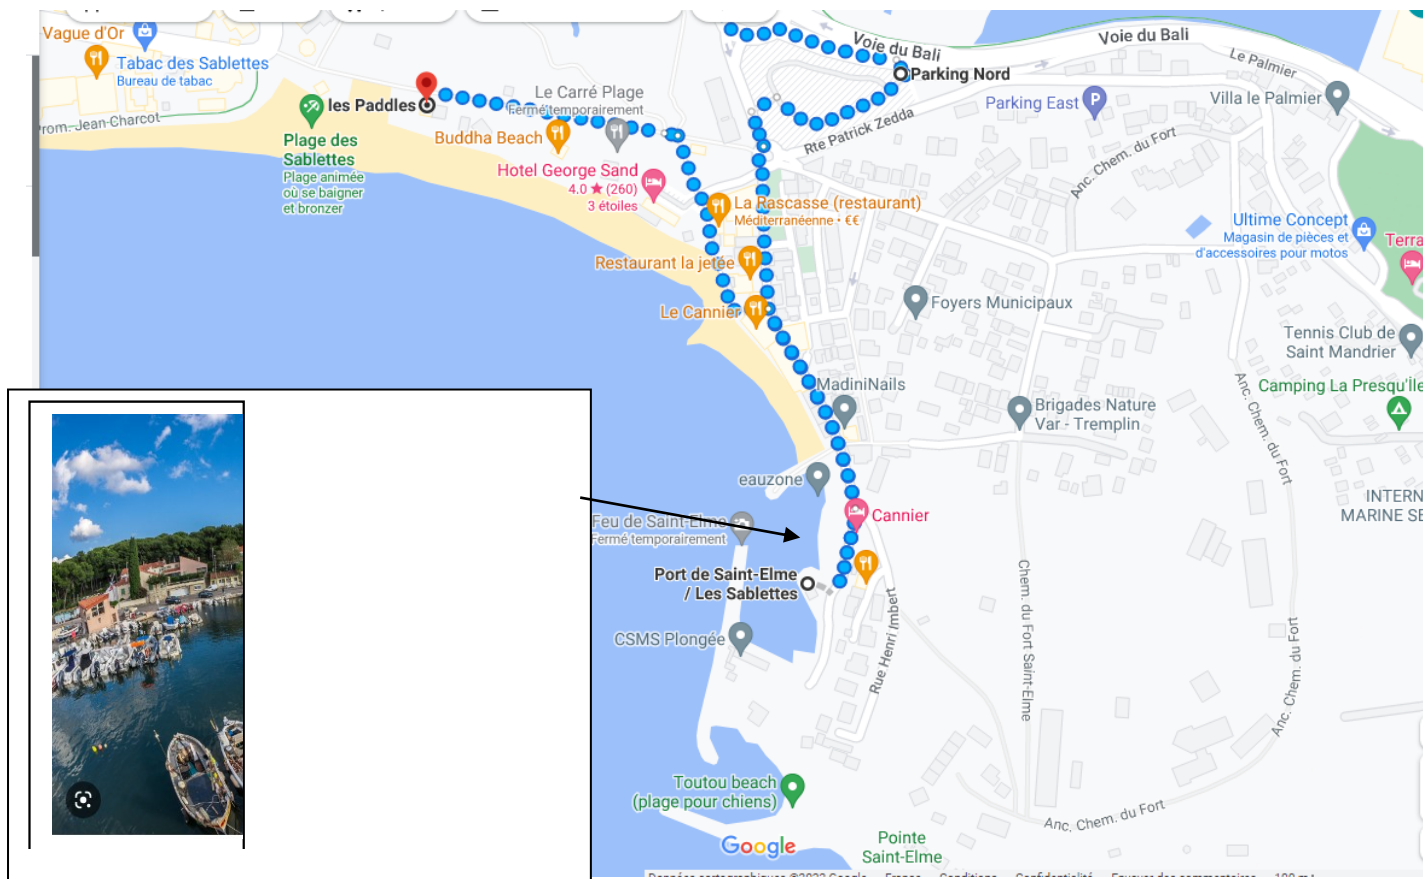 Vague d'Or
Tabac des Sablettes
Bureau de tabac
Prom. Jean-Charcot
les Paddles
Plage des
Sablettes
Plage animée
où se baigner
et bronzer
Le Carré Plage
Fermé temporairement
Buddha Beach
Hotel George Sand
4.0 ★ (260)
3 étoiles
Voie du Bali
Voie du Bali
Parking Nord
Rte Patrick Zedda
Parking East
P
Le Palmier
Villa le Palmier
Anc. Chem. du Fort
La Rascasse (restaurant)
Méditerranéenne • €€
Restaurant la jetée
Le Cannier
Ultime Concept
Magasin de pièces et
d'accessoires pour motos
Terra
Foyers Municipaux
Tennis Club de
Saint Mandrier
Camping La Presqu'île
MadiniNails
Brigades Nature
Var - Tremplin
Anc. Chem. du Fort
eauzone
Feu de Saint-Elme
Fermé temporairement
Cannier
INTERN
MARINE SE
Port de Saint-Elme
/ Les Sablettes
CSMS Plongée
Rue Henri Imbert
Chem. du Fort Saint-Elme
Anc. Chem. du Fort
Toutou beach
(plage pour chiens)
Anc. Chem. du Fort
Google
Pointe
Saint-Elme